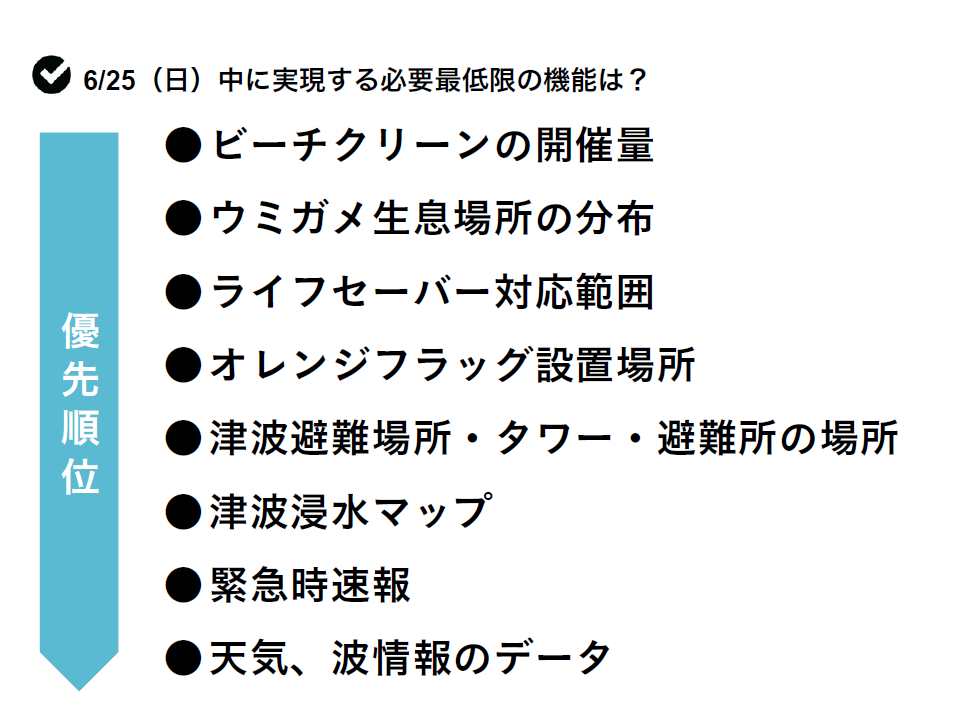 6/25（日）中に実現する必要最低限の機能は？
●ビーチクリーンの開催量
●ウミガメ生息場所の分布
●ライフセーバー対応範囲
●オレンジフラッグ設置場所
●津波避難場所・タワー・避難所の場所
●津波浸水マップ
●緊急時速報
●天気、波情報のデータ
優先順位